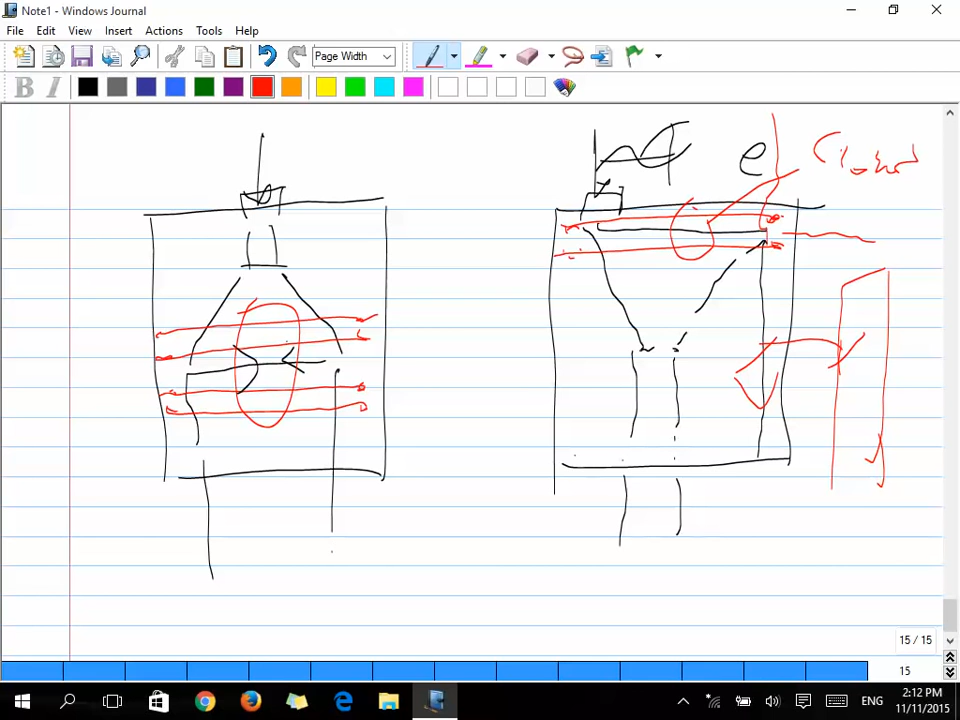 Note1 - Windows Journal
File Edit View Insert Actions Tools Help
Page Width
B I
e
15 / 15
15
ENG
2:12 PM
11/11/2015